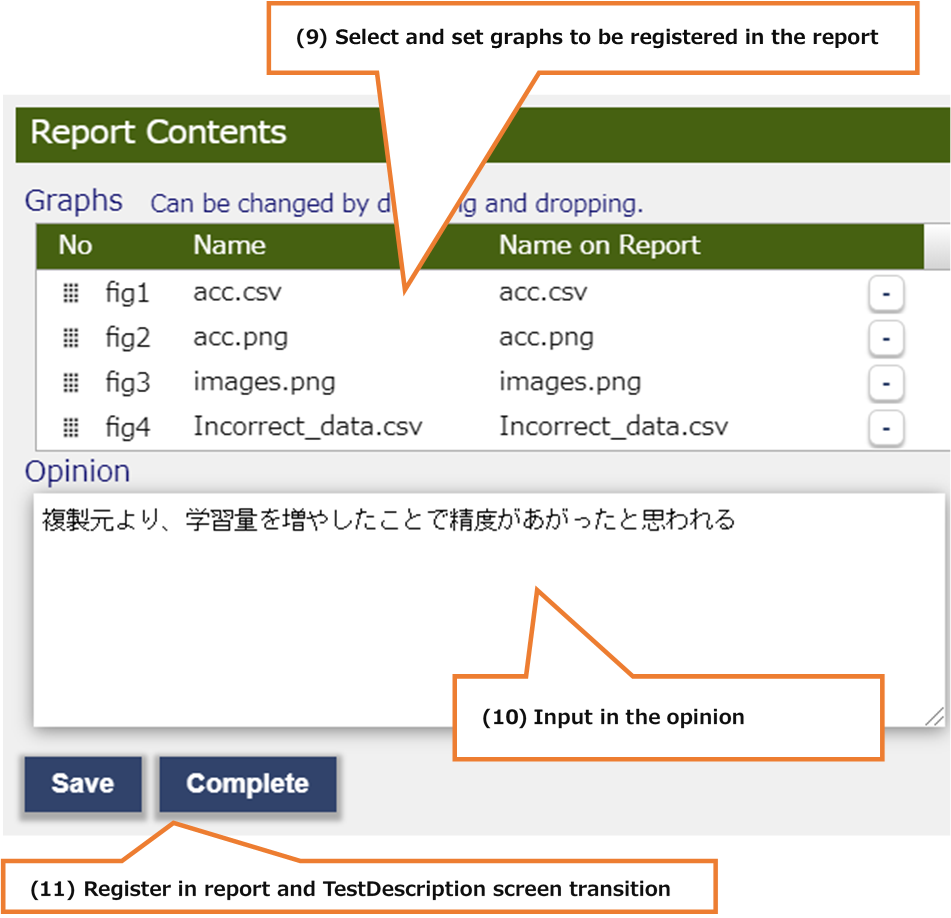 (9) Select and set graphs to be registered in the report
Report Contents
Graphs Can be changed by d ng and dropping.
No Name Name on Report
fig1 acc.csv acc.csv -
fig2 acc.png acc.png -
fig3 images.png images.png -
fig4 Incorrect_data.csv Incorrect_data.csv -
Opinion
複製元より、学習量を増やしたことで精度があがったと思われる
(10) Input in the opinion
Save Complete
(11) Register in report and TestDescription screen transition